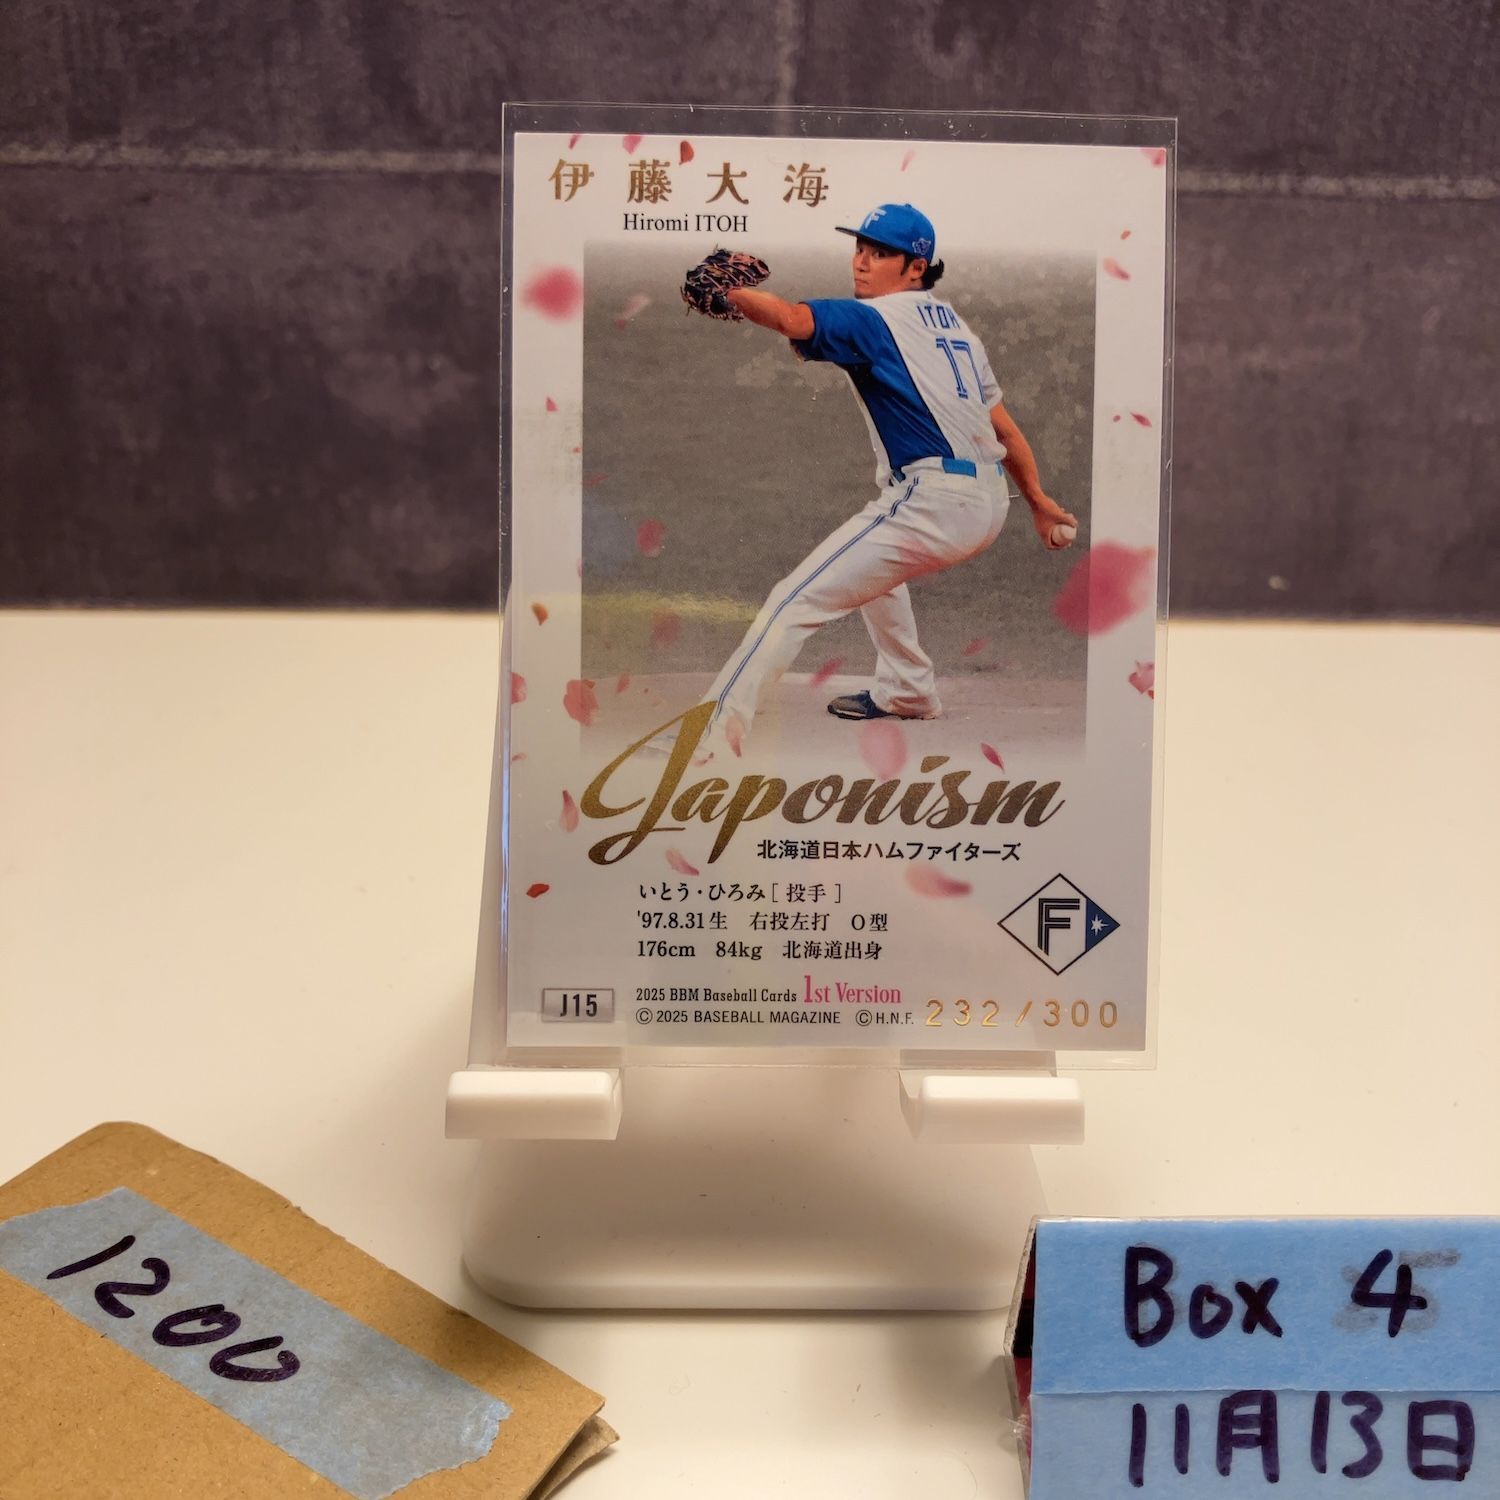 伊藤大海
Hiromi ITOH
F
ITOH
17
Japonism
北海道日本ハムファイターズ
いとう・ひろみ[投手]
'97.8.31生 右投左打 O型
176cm 84kg 北海道出身
F
J15
2025 BBM Baseball Cards 1st Version
©2025 BASEBALL MAGAZINE ©H.N.F.
232/300
1200
Box 4
11月13日